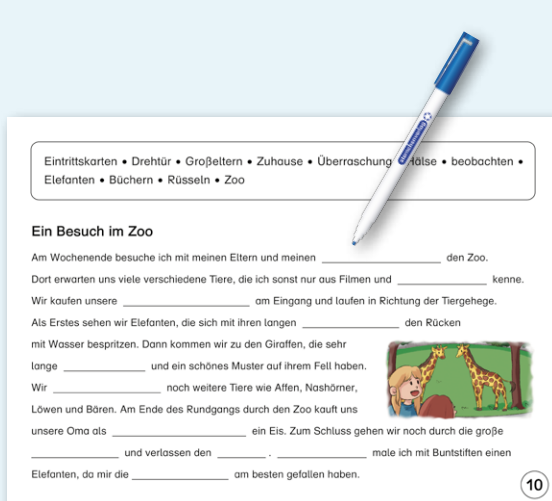 Eintrittskarten • Drehtür • Großeltern • Zuhause • Überraschung Hälse • beobachten •
Elefanten • Büchern • Rüsseln • Zoo
Ein Besuch im Zoo
Am Wochenende besuche ich mit meinen Eltern und meinen ____________________ den Zoo.
Dort erwarten uns viele verschiedene Tiere, die ich sonst nur aus Filmen und _______________ kenne.
Wir kaufen unsere _____________________ am Eingang und laufen in Richtung der Tiergehege.
Als Erstes sehen wir Elefanten, die sich mit ihren langen ________________ den Rücken
mit Wasser bespritzen. Dann kommen wir zu den Giraffen, die sehr
lange ______________ und ein schönes Muster auf ihrem Fell haben.
Wir __________________ noch weitere Tiere wie Affen, Nashörner,
Löwen und Bären. Am Ende des Rundgangs durch den Zoo kauft uns
unsere Oma als ______________________ ein Eis. Zum Schluss gehen wir noch durch die große
_______________ und verlassen den ________ . _______________ male ich mit Buntstiften einen
Elefanten, da mir die ________________ am besten gefallen haben.
10